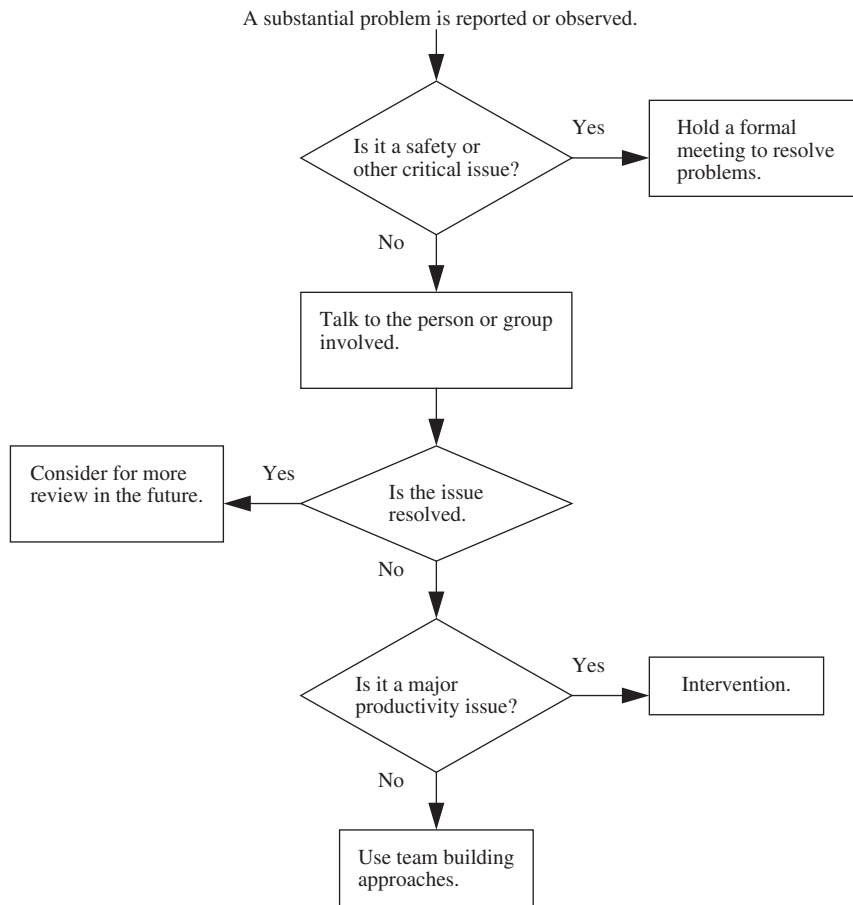 A substantial problem is reported or observed.
Is it a safety or
other critical issue?
Yes
Hold a formal
meeting to resolve
problems.
No
Talk to the person or group
involved.
Is the issue
resolved.
Yes
Consider for more
review in the future.
No
Is it a major
productivity issue?
Yes
Intervention.
No
Use team building
approaches.